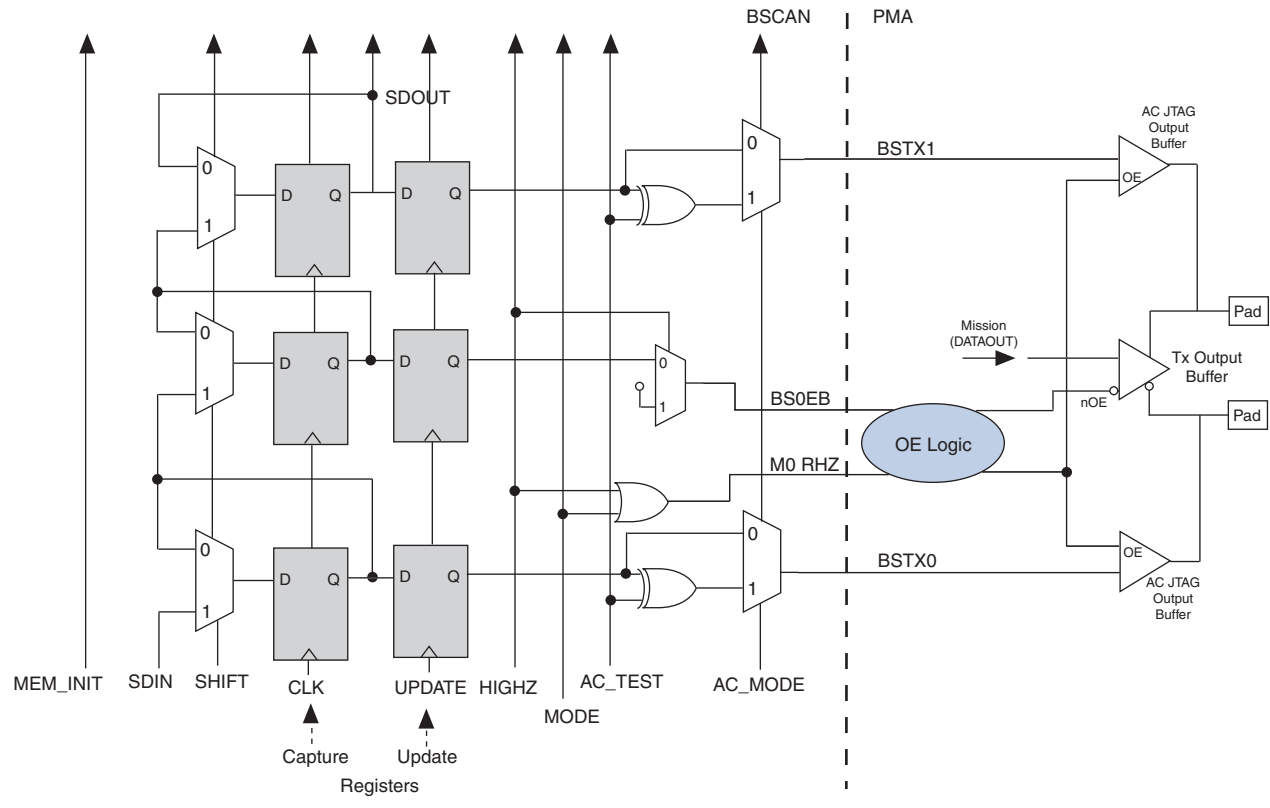 BSCAN
PMA
SDOUT
AC JTAG
Output
Buffer
0
1
D
Q
D
Q
0
1
BSTX1
OE
0
1
D
Q
D
Q
0
1
BS0EB
Mission
(DATAOUT)
Tx Output
Buffer
nOE
Pad
Pad
OE Logic
M0 RHZ
0
1
D
Q
D
Q
0
1
BSTX0
OE
AC JTAG
Output
Buffer
MEM_INIT
SDIN
SHIFT
CLK
UPDATE
HIGHZ
MODE
AC_TEST
AC_MODE
Capture
Update
Registers